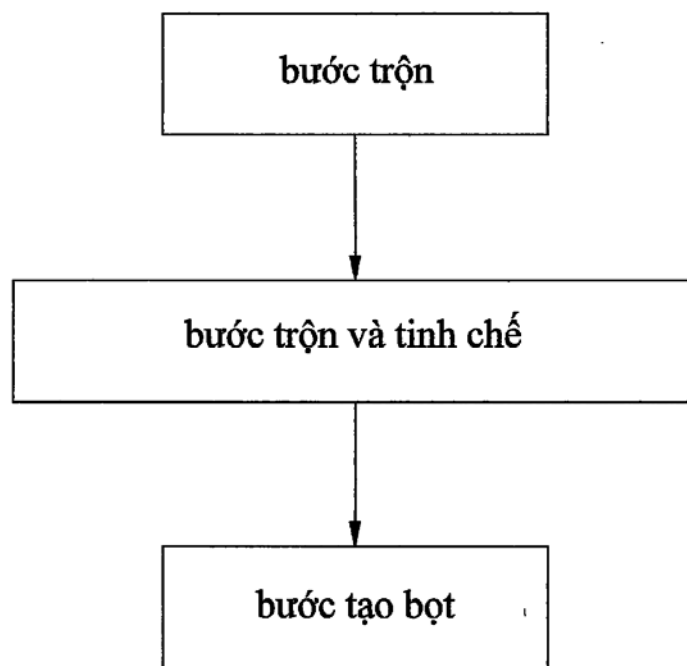 bước trộn
bước trộn và tinh chế
bước tạo bọt